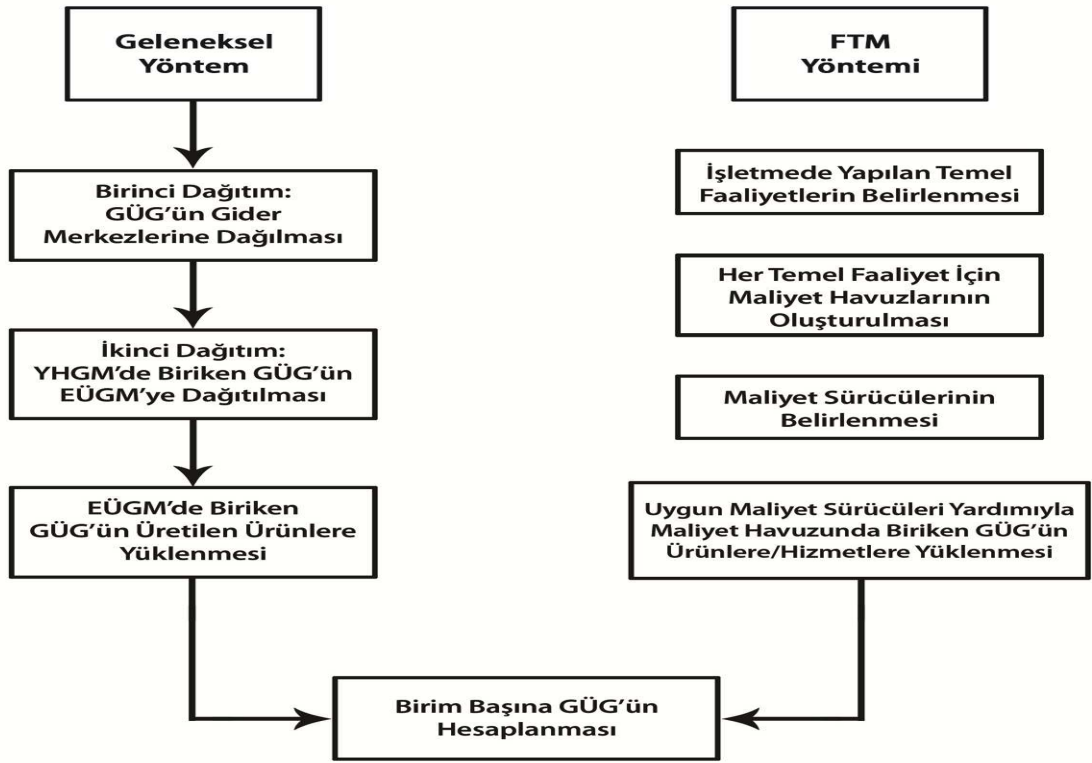 Geleneksel
Yöntem
Birinci Dağıtım:
GÜG'ün Gider
Merkezlerine Dağılması
İkinci Dağıtım:
YHGM'de Biriken GÜG'ün
EÜGM'ye Dağıtılması
EÜGM'de Biriken
GÜG'ün Üretilen Ürünlere
Yüklenmesi
FTM
Yöntemi
İşletmede Yapılan Temel
Faaliyetlerin Belirlenmesi
Her Temel Faaliyet İçin
Maliyet Havuzlarının
Oluşturulması
Maliyet Sürücülerinin
Belirlenmesi
Uygun Maliyet Sürücüleri Yardımıyla
Maliyet Havuzunda Biriken GÜG'ün
Ürünlere/Hizmetlere Yüklenmesi
Birim Başına GÜG'ün
Hesaplanması